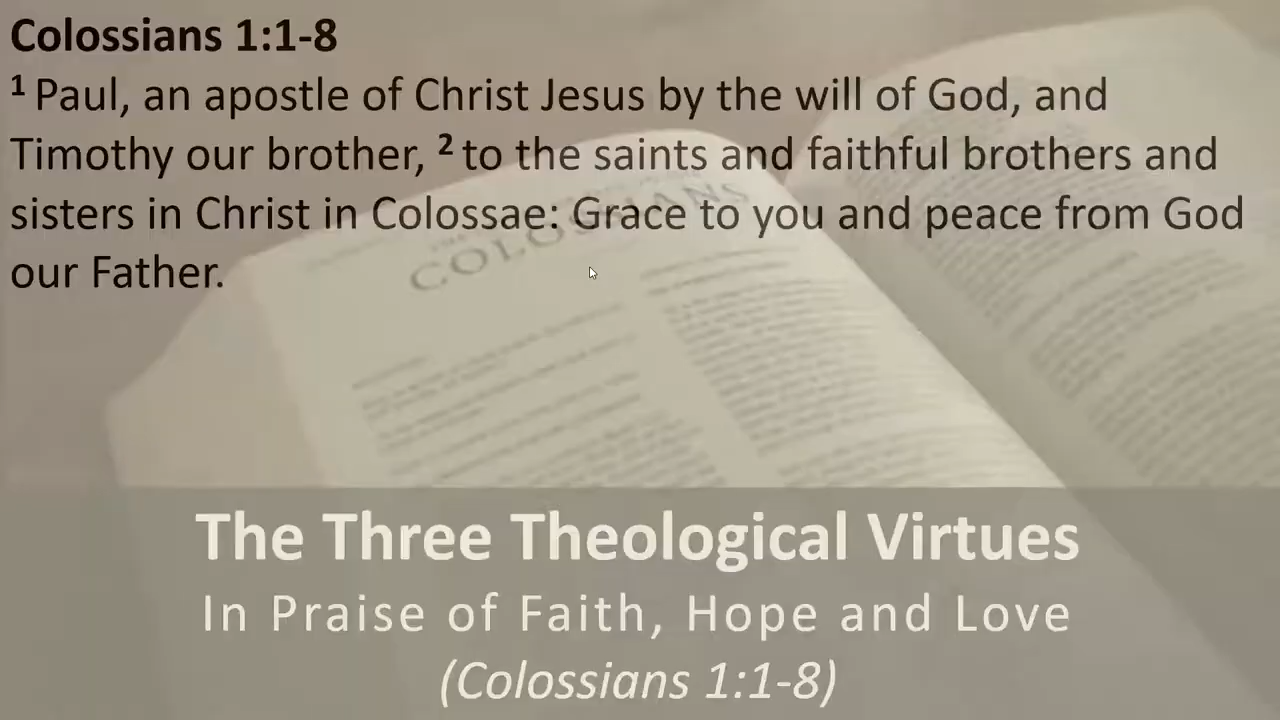 Colossians 1:1-8
1 Paul, an apostle of Christ Jesus by the will of God, and
Timothy our brother, 2 to the saints and faithful brothers and
sisters in Christ in Colossae: Grace to you and peace from God
our Father.
COLOSSIANS
The Three Theological Virtues
In Praise of Faith, Hope and Love
(Colossians 1:1-8)